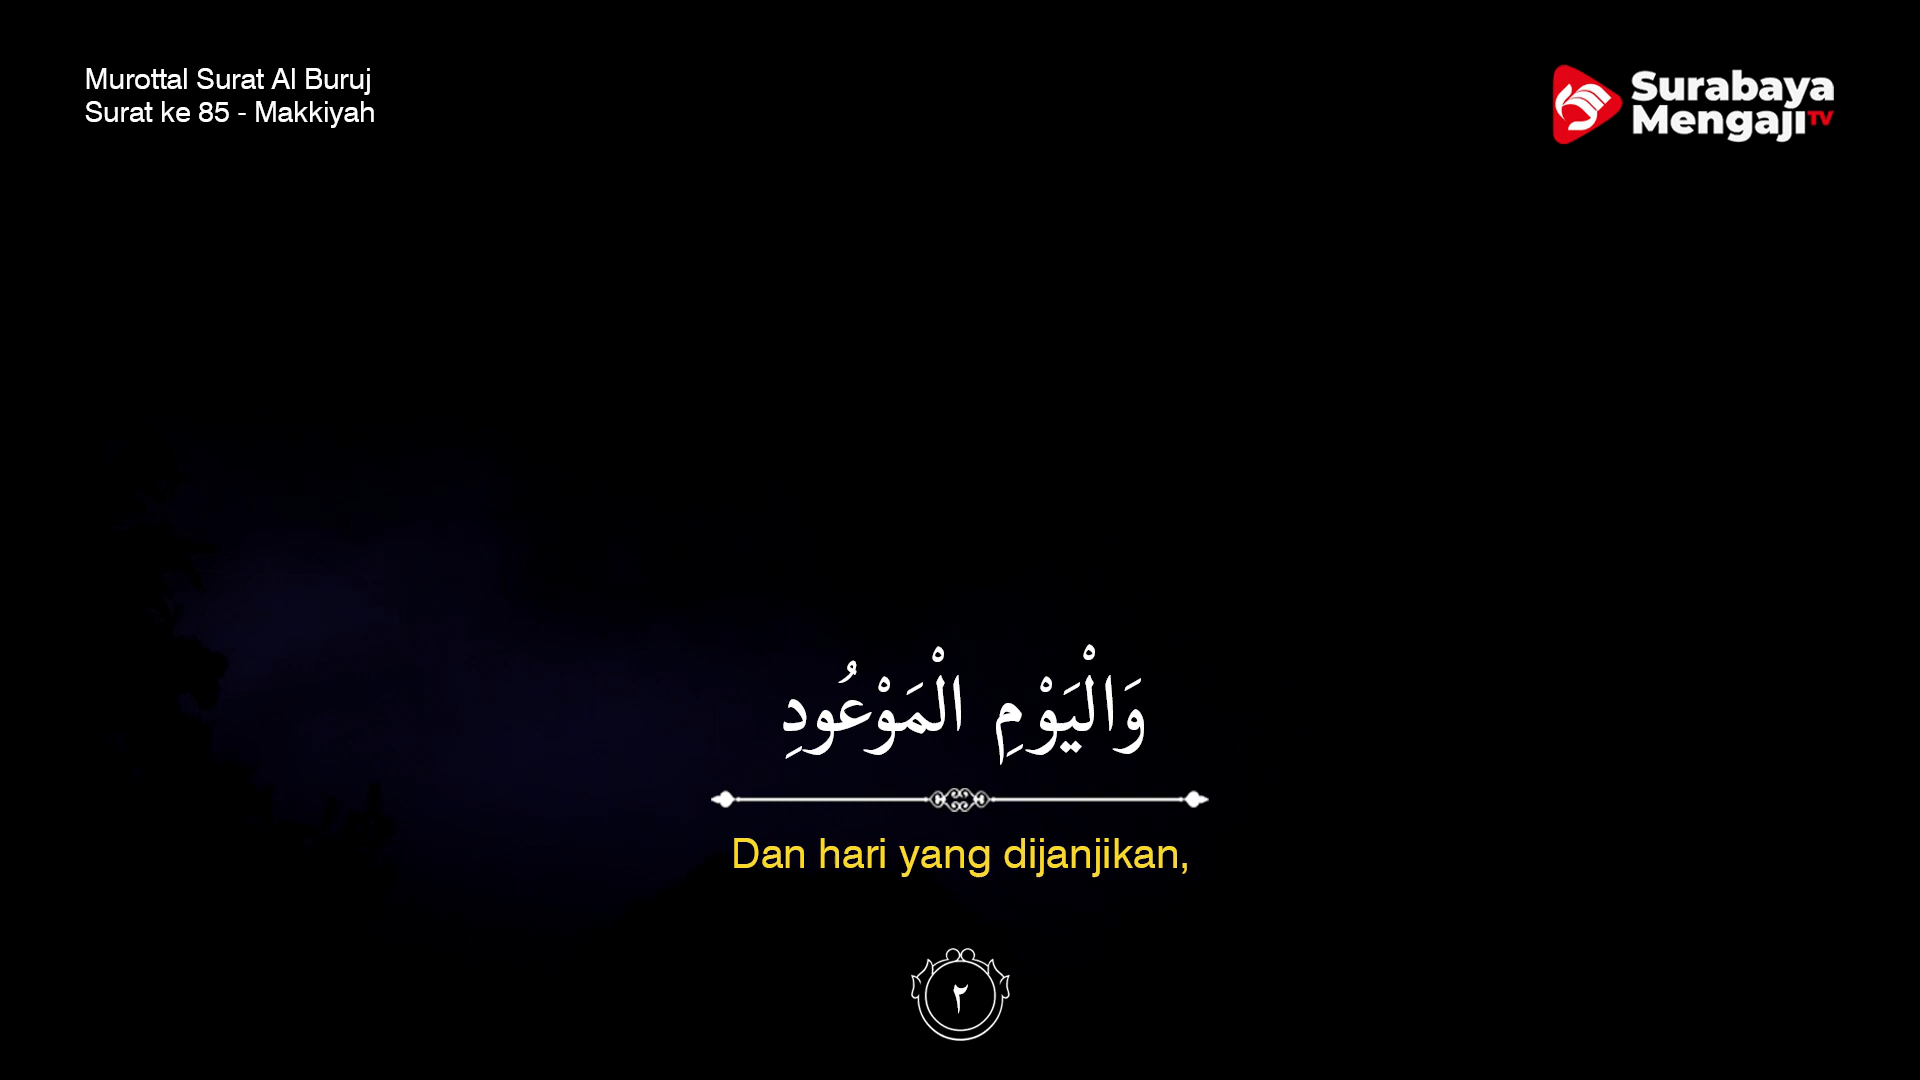 Murottal Surat Al Buruj
Surat ke 85 - Makkiyah
Surabaya
MengajiTV
وَالْيَوْمِ الْمَوْعُودِ
Dan hari yang dijanjikan,
٢